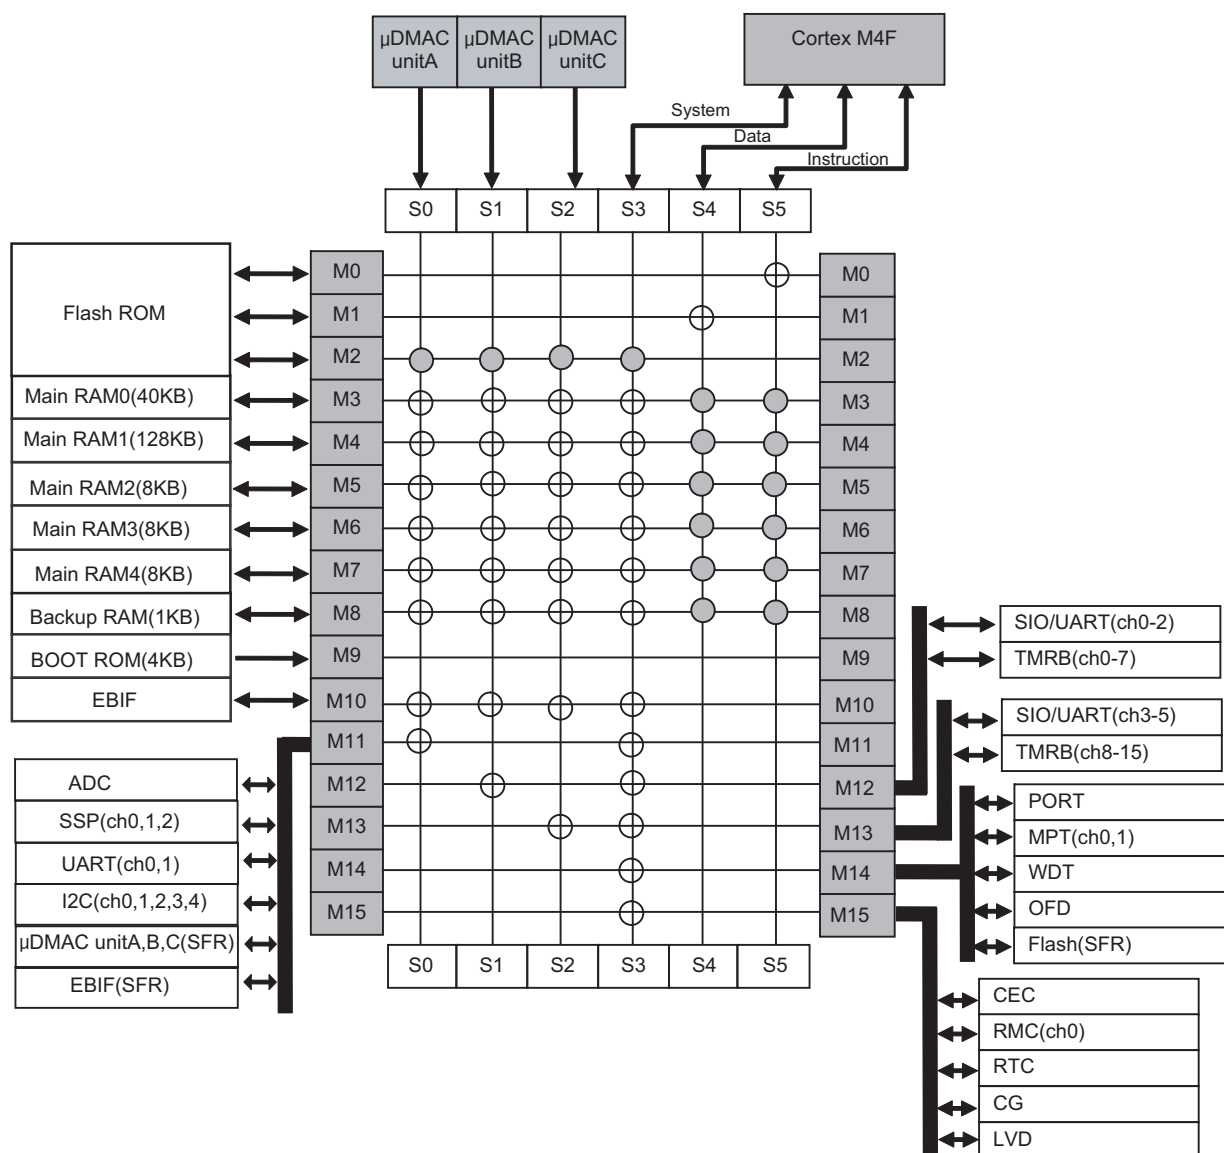 µDMAC unitA
µDMAC unitB
µDMAC unitC
Cortex M4F
System
Data
Instruction
S0 S1 S2 S3 S4 S5
Flash ROM
Main RAM0(40KB)
Main RAM1(128KB)
Main RAM2(8KB)
Main RAM3(8KB)
Main RAM4(8KB)
Backup RAM(1KB)
BOOT ROM(4KB)
EBIF
ADC
SSP(ch0,1,2)
UART(ch0,1)
I2C(ch0,1,2,3,4)
µDMAC unitA,B,C(SFR)
EBIF(SFR)
M0
M1
M2
M3
M4
M5
M6
M7
M8
M9
M10
M11
M12
M13
M14
M15
M0
M1
M2
M3
M4
M5
M6
M7
M8
M9
M10
M11
M12
M13
M14
M15
S0 S1 S2 S3 S4 S5
SIO/UART(ch0-2)
TMRB(ch0-7)
SIO/UART(ch3-5)
TMRB(ch8-15)
PORT
MPT(ch0,1)
WDT
OFD
Flash(SFR)
CEC
RMC(ch0)
RTC
CG
LVD